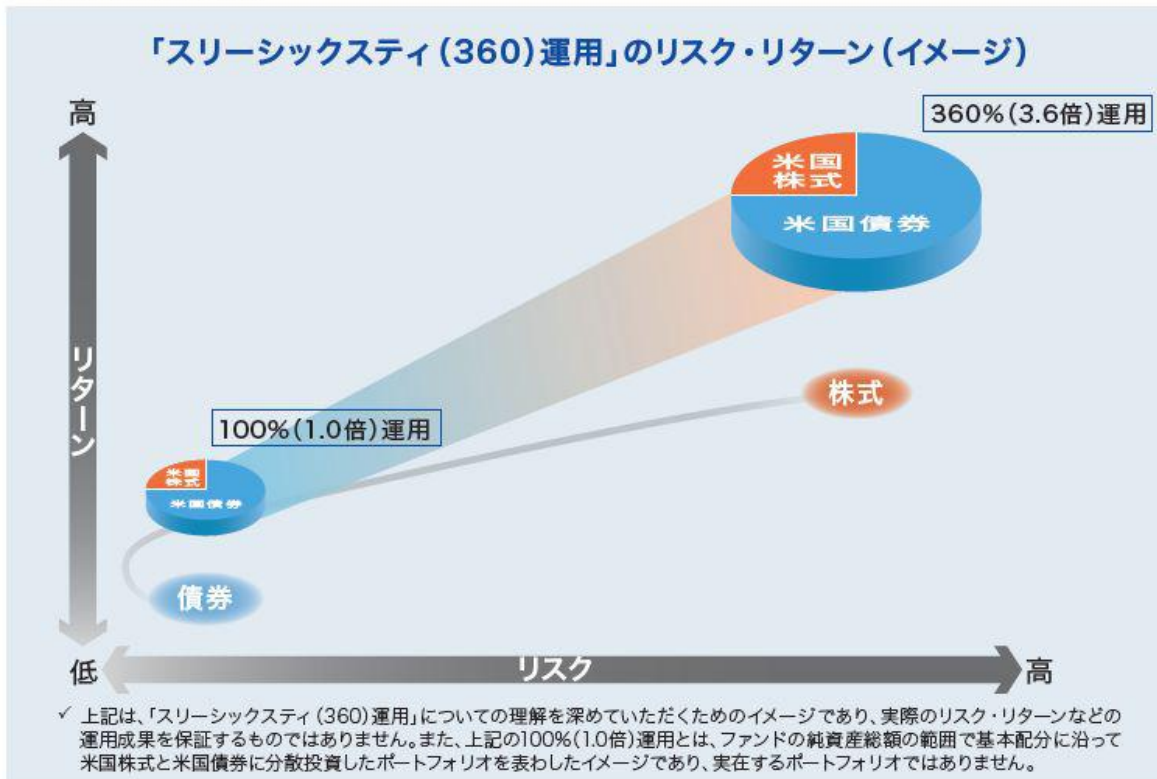 「スリーシックスティ(360)運用」のリスク・リターン(イメージ)
高
360%(3.6倍)運用
米国
株式
米国債券
リターン
株式
100%(1.0倍)運用
米国
株式
米国債券
債券
低
リスク
高
✓ 上記は、「スリーシックスティ(360)運用」についての理解を深めていただくためのイメージであり、実際のリスク・リターンなどの
運用成果を保証するものではありません。また、上記の100%(1.0倍)運用とは、ファンドの純資産総額の範囲で基本配分に沿って
米国株式と米国債券に分散投資したポートフォリオを表わしたイメージであり、実在するポートフォリオではありません。